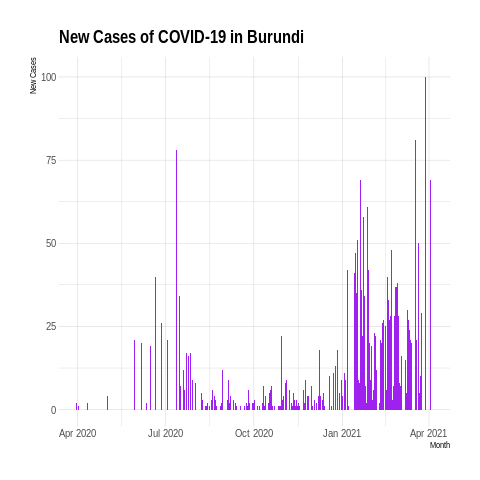 New Cases of COVID-19 in Burundi
New Cases
100
75
50
25
0
Apr 2020 Jul 2020 Oct 2020 Jan 2021 Apr 2021
Month